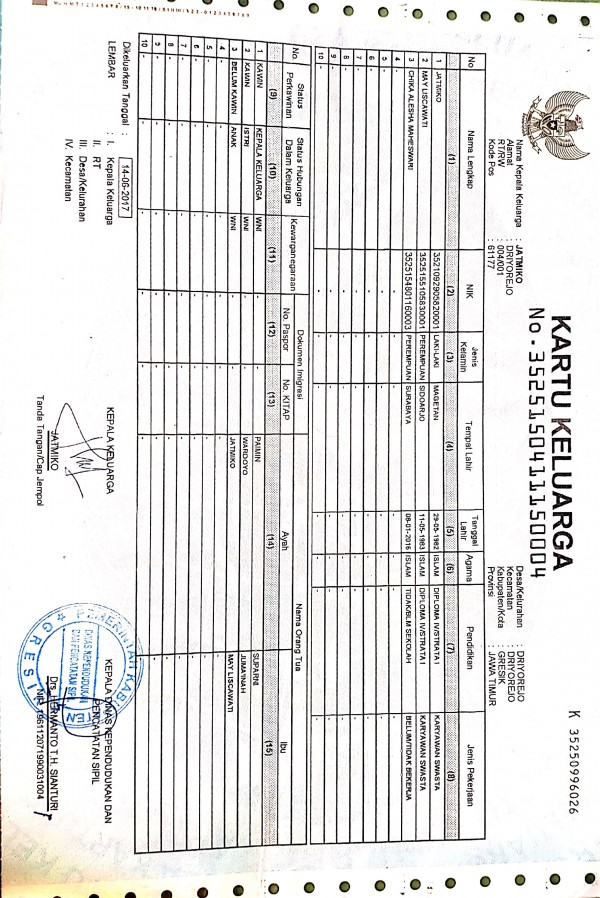 KARTU KELUARGA
No. 3525150411150004
K 35250996026
Nama Kepala Keluarga : JATMIKO
Alamat : DRIYOREJO
RT/RW : 004/001
Kode Pos : 61177
Desa/Kelurahan : DRIYOREJO
Kecamatan : DRIYOREJO
Kabupaten/Kota : GRESIK
Provinsi : JAWA TIMUR
No Nama Lengkap NIK Jenis Kelamin Tempat Lahir Tanggal Lahir Agama Pendidikan Jenis Pekerjaan
(1) (2) (3) (4) (5) (6) (7) (8)
1 JATMIKO 3521092905820001 LAKI-LAKI MAGETAN 29-05-1982 ISLAM DIPLOMA IV/STRATA I KARYAWAN SWASTA
2 MAY LISCAWATI 3525155105830001 PEREMPUAN SIDOARJO 11-05-1983 ISLAM DIPLOMA IV/STRATA I KARYAWAN SWASTA
3 CHIKA ALESHA MAHESWARI 3525154801160003 PEREMPUAN SURABAYA 08-01-2016 ISLAM TIDAK/BLM SEKOLAH BELUM/TIDAK BEKERJA
4 - - - - - - - -
5 - - - - - - - -
6 - - - - - - - -
7 - - - - - - - -
8 - - - - - - - -
9 - - - - - - - -
10 - - - - - - - -
No. Status Perkawinan Status Hubungan Dalam Keluarga Kewarganegaraan Dokumen Imigrasi Nama Orang Tua
No. Paspor No. KITAP Ayah Ibu
(9) (10) (11) (12) (13) (14) (15)
1 KAWIN KEPALA KELUARGA WNI - - PAIMIN SUPARNI
2 KAWIN ISTRI WNI - - WARDOYO JUMA'INAH
3 BELUM KAWIN ANAK WNI - - JATMIKO MAY LISCAWATI
4 - - - - - - -
5 - - - - - - -
6 - - - - - - -
7 - - - - - - -
8 - - - - - - -
9 - - - - - - -
10 - - - - - - -
Dikeluarkan Tanggal : 14-06-2017
LEMBAR : I. Kepala Keluarga
II. RT
III. Desa/Kelurahan
IV. Kecamatan
KEPALA KELUARGA
JATMIKO
Tanda Tangan/Cap Jempol
KEPALA DINAS KEPENDUDUKAN DAN
PENCATATAN SIPIL
PEMERINTAH KAB
DINAS KEPENDUDUKAN
DAN PENCATATAN SIPIL
GRESI
Drs. HERMANTO T.H. SIANTURI
NIP. 196112071990031004